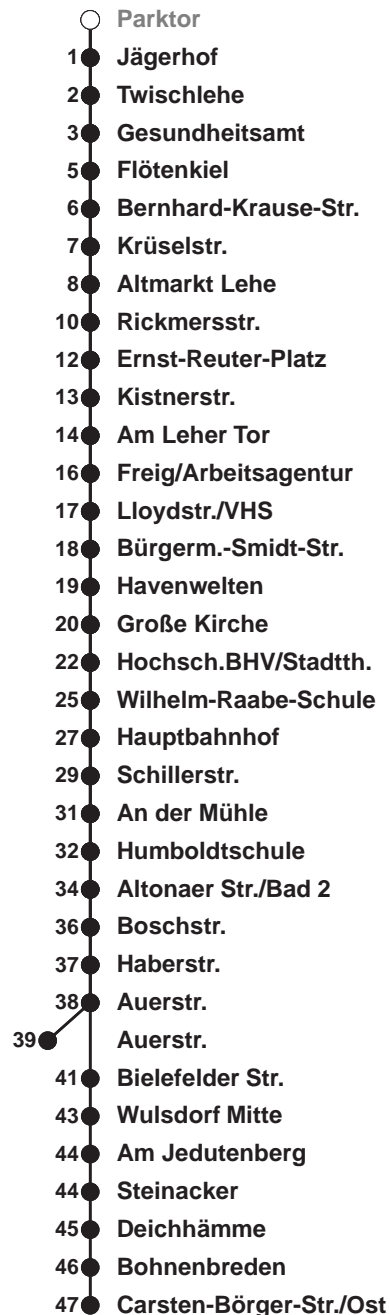 Parktor
1 Jägerhof
2 Twischlehe
3 Gesundheitsamt
5 Flötenkiel
6 Bernhard-Krause-Str.
7 Krüselstr.
8 Altmarkt Lehe
10 Rickmersstr.
12 Ernst-Reuter-Platz
13 Kistnerstr.
14 Am Leher Tor
16 Freig/Arbeitsagentur
17 Lloydstr./VHS
18 Bürgerm.-Smidt-Str.
19 Havenwelten
20 Große Kirche
22 Hochsch.BHV/Stadtth.
25 Wilhelm-Raabe-Schule
27 Hauptbahnhof
29 Schillerstr.
31 An der Mühle
32 Humboldtschule
34 Altonaer Str./Bad 2
36 Boschstr.
37 Haberstr.
38 Auerstr.
39 Auerstr.
41 Bielefelder Str.
43 Wulsdorf Mitte
44 Am Jedutenberg
44 Steinacker
45 Deichhämme
46 Bohnenbreden
47 Carsten-Börger-Str./Ost